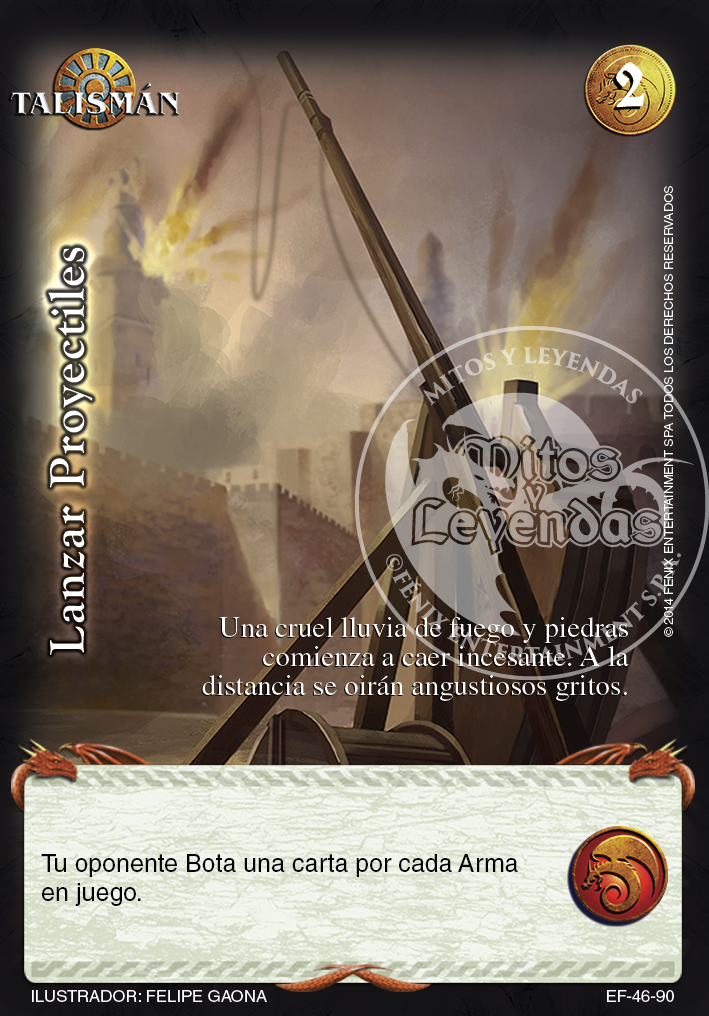 TALISMÁN
2
Lanzar Proyectiles
© 2014 FENIX ENTERTAINMENT SPA TODOS LOS DERECHOS RESERVADOS
MITOS Y LEYENDAS
Mitos
y
Leyendas
© FÉNIX ENTERTAINMENT S.P.A.
Una cruel lluvia de fuego y piedras
comienza a caer incesante. A la
distancia se oirán angustiosos gritos.
Tu oponente Bota una carta por cada Arma
en juego.
ILUSTRADOR: FELIPE GAONA
EF-46-90